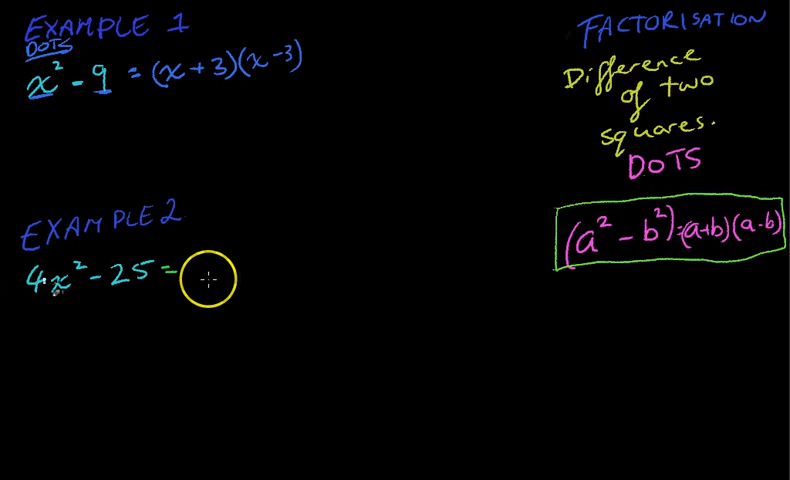 EXAMPLE 1
DOTS
x² - 9 = (x + 3)(x - 3)
EXAMPLE 2
4x² - 25 =
FACTORISATION
Difference
of two
squares.
DOTS
(a² - b²) = (a+b)(a-b)